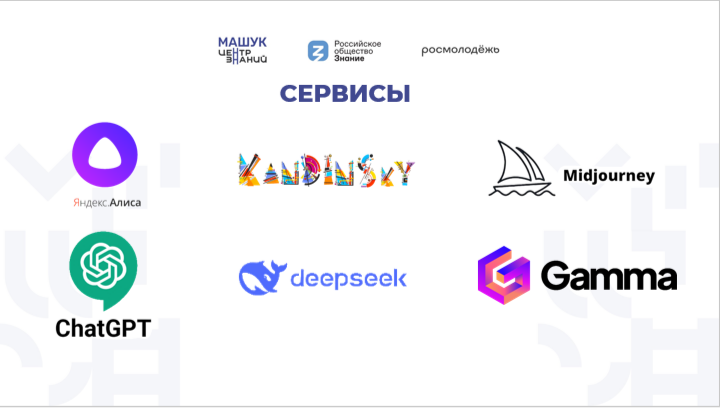 МАШУК
ЦЕНТР
ЗНАНИЙ
Российское
общество
Знание
росмолодёжь
СЕРВИСЫ
Яндекс.Алиса
KANDINSKY
Midjourney
ChatGPT
deepseek
Gamma